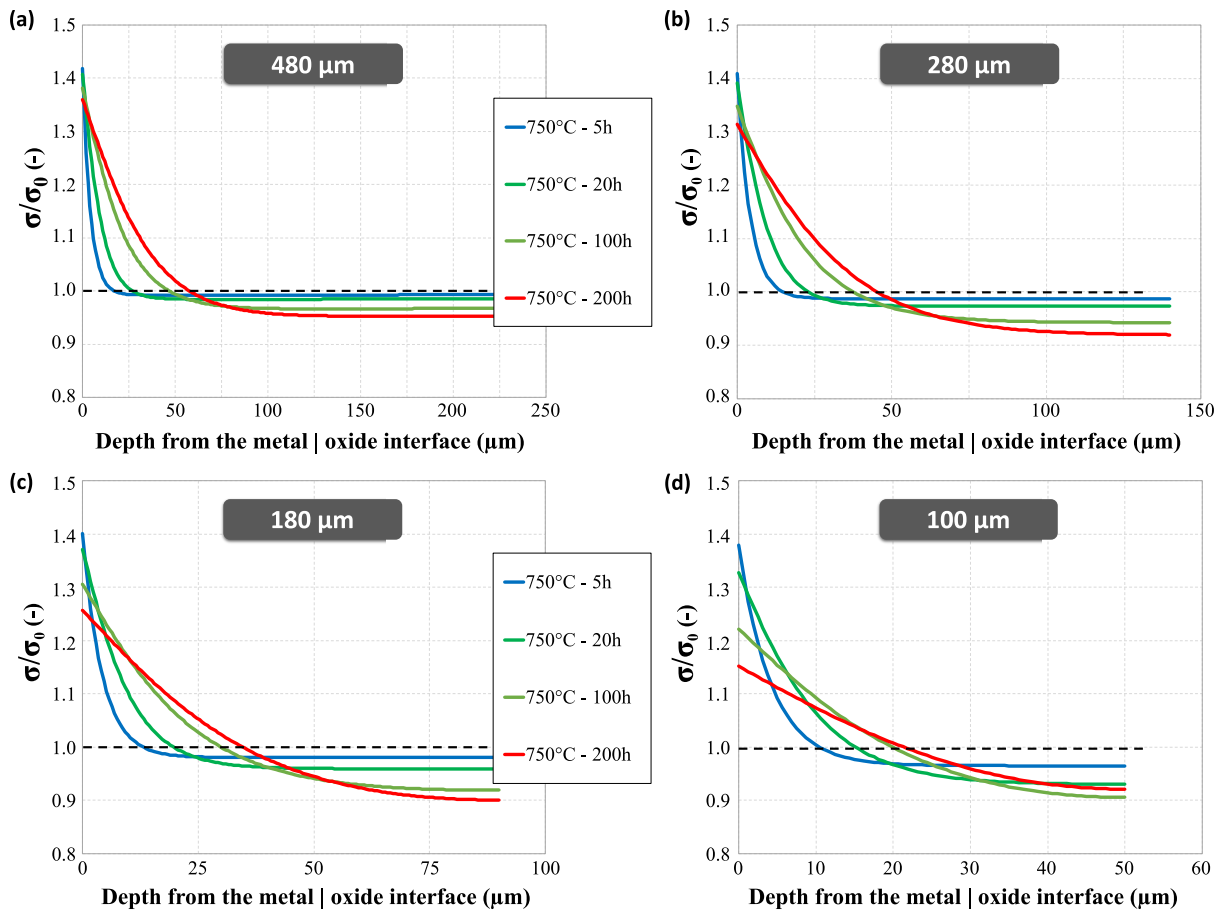 (a)
480 µm
σ/σ₀ (-)
1.5
1.4
1.3
1.2
1.1
1.0
0.9
0.8
0
50
100
150
200
250
Depth from the metal | oxide interface (µm)
750°C - 5h
750°C - 20h
750°C - 100h
750°C - 200h
(b)
280 µm
σ/σ₀ (-)
1.5
1.4
1.3
1.2
1.1
1.0
0.9
0.8
0
50
100
150
Depth from the metal | oxide interface (µm)
(c)
180 µm
σ/σ₀ (-)
1.5
1.4
1.3
1.2
1.1
1.0
0.9
0.8
0
25
50
75
100
Depth from the metal | oxide interface (µm)
750°C - 5h
750°C - 20h
750°C - 100h
750°C - 200h
(d)
100 µm
σ/σ₀ (-)
1.5
1.4
1.3
1.2
1.1
1.0
0.9
0.8
0
10
20
30
40
50
60
Depth from the metal | oxide interface (µm)